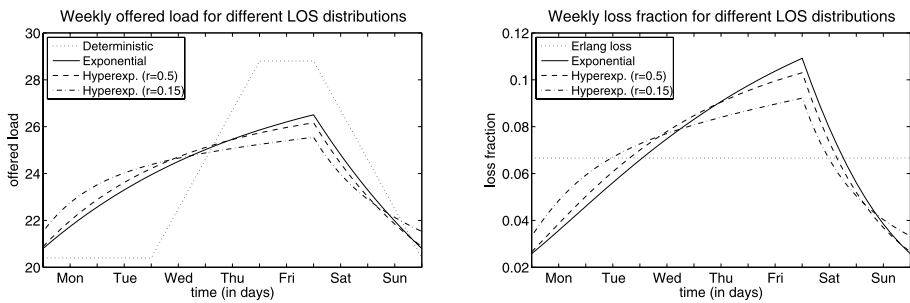 Weekly offered load for different LOS distributions
30
28
26
24
22
20
offered load
Deterministic
Exponential
Hyperexp. (r=0.5)
Hyperexp. (r=0.15)
Mon Tue Wed Thu Fri Sat Sun
time (in days)
Weekly loss fraction for different LOS distributions
0.12
0.1
0.08
0.06
0.04
0.02
loss fraction
Erlang loss
Exponential
Hyperexp. (r=0.5)
Hyperexp. (r=0.15)
Mon Tue Wed Thu Fri Sat Sun
time (in days)